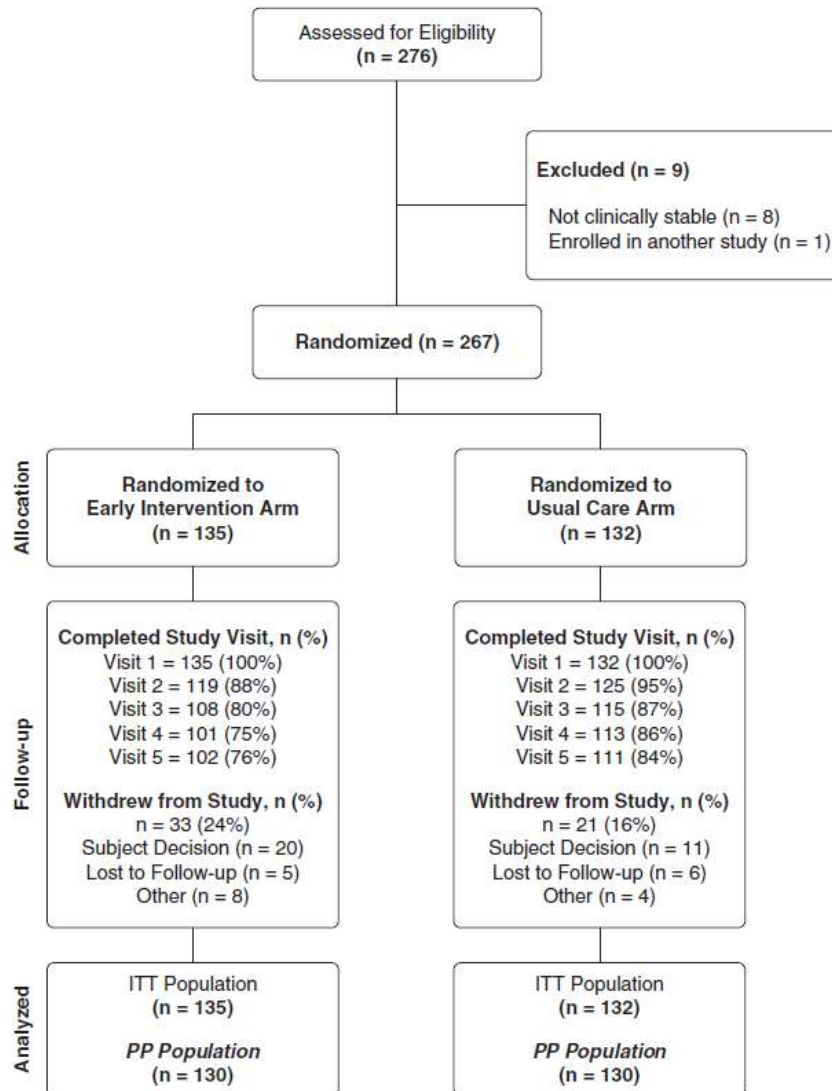 Assessed for Eligibility
(n = 276)
Excluded (n = 9)
Not clinically stable (n = 8)
Enrolled in another study (n = 1)
Randomized (n = 267)
Allocation
Randomized to
Early Intervention Arm
(n = 135)
Randomized to
Usual Care Arm
(n = 132)
Follow-up
Completed Study Visit, n (%)
Visit 1 = 135 (100%)
Visit 2 = 119 (88%)
Visit 3 = 108 (80%)
Visit 4 = 101 (75%)
Visit 5 = 102 (76%)
Withdrew from Study, n (%)
n = 33 (24%)
Subject Decision (n = 20)
Lost to Follow-up (n = 5)
Other (n = 8)
Completed Study Visit, n (%)
Visit 1 = 132 (100%)
Visit 2 = 125 (95%)
Visit 3 = 115 (87%)
Visit 4 = 113 (86%)
Visit 5 = 111 (84%)
Withdrew from Study, n (%)
n = 21 (16%)
Subject Decision (n = 11)
Lost to Follow-up (n = 6)
Other (n = 4)
Analyzed
ITT Population
(n = 135)
PP Population
(n = 130)
ITT Population
(n = 132)
PP Population
(n = 130)